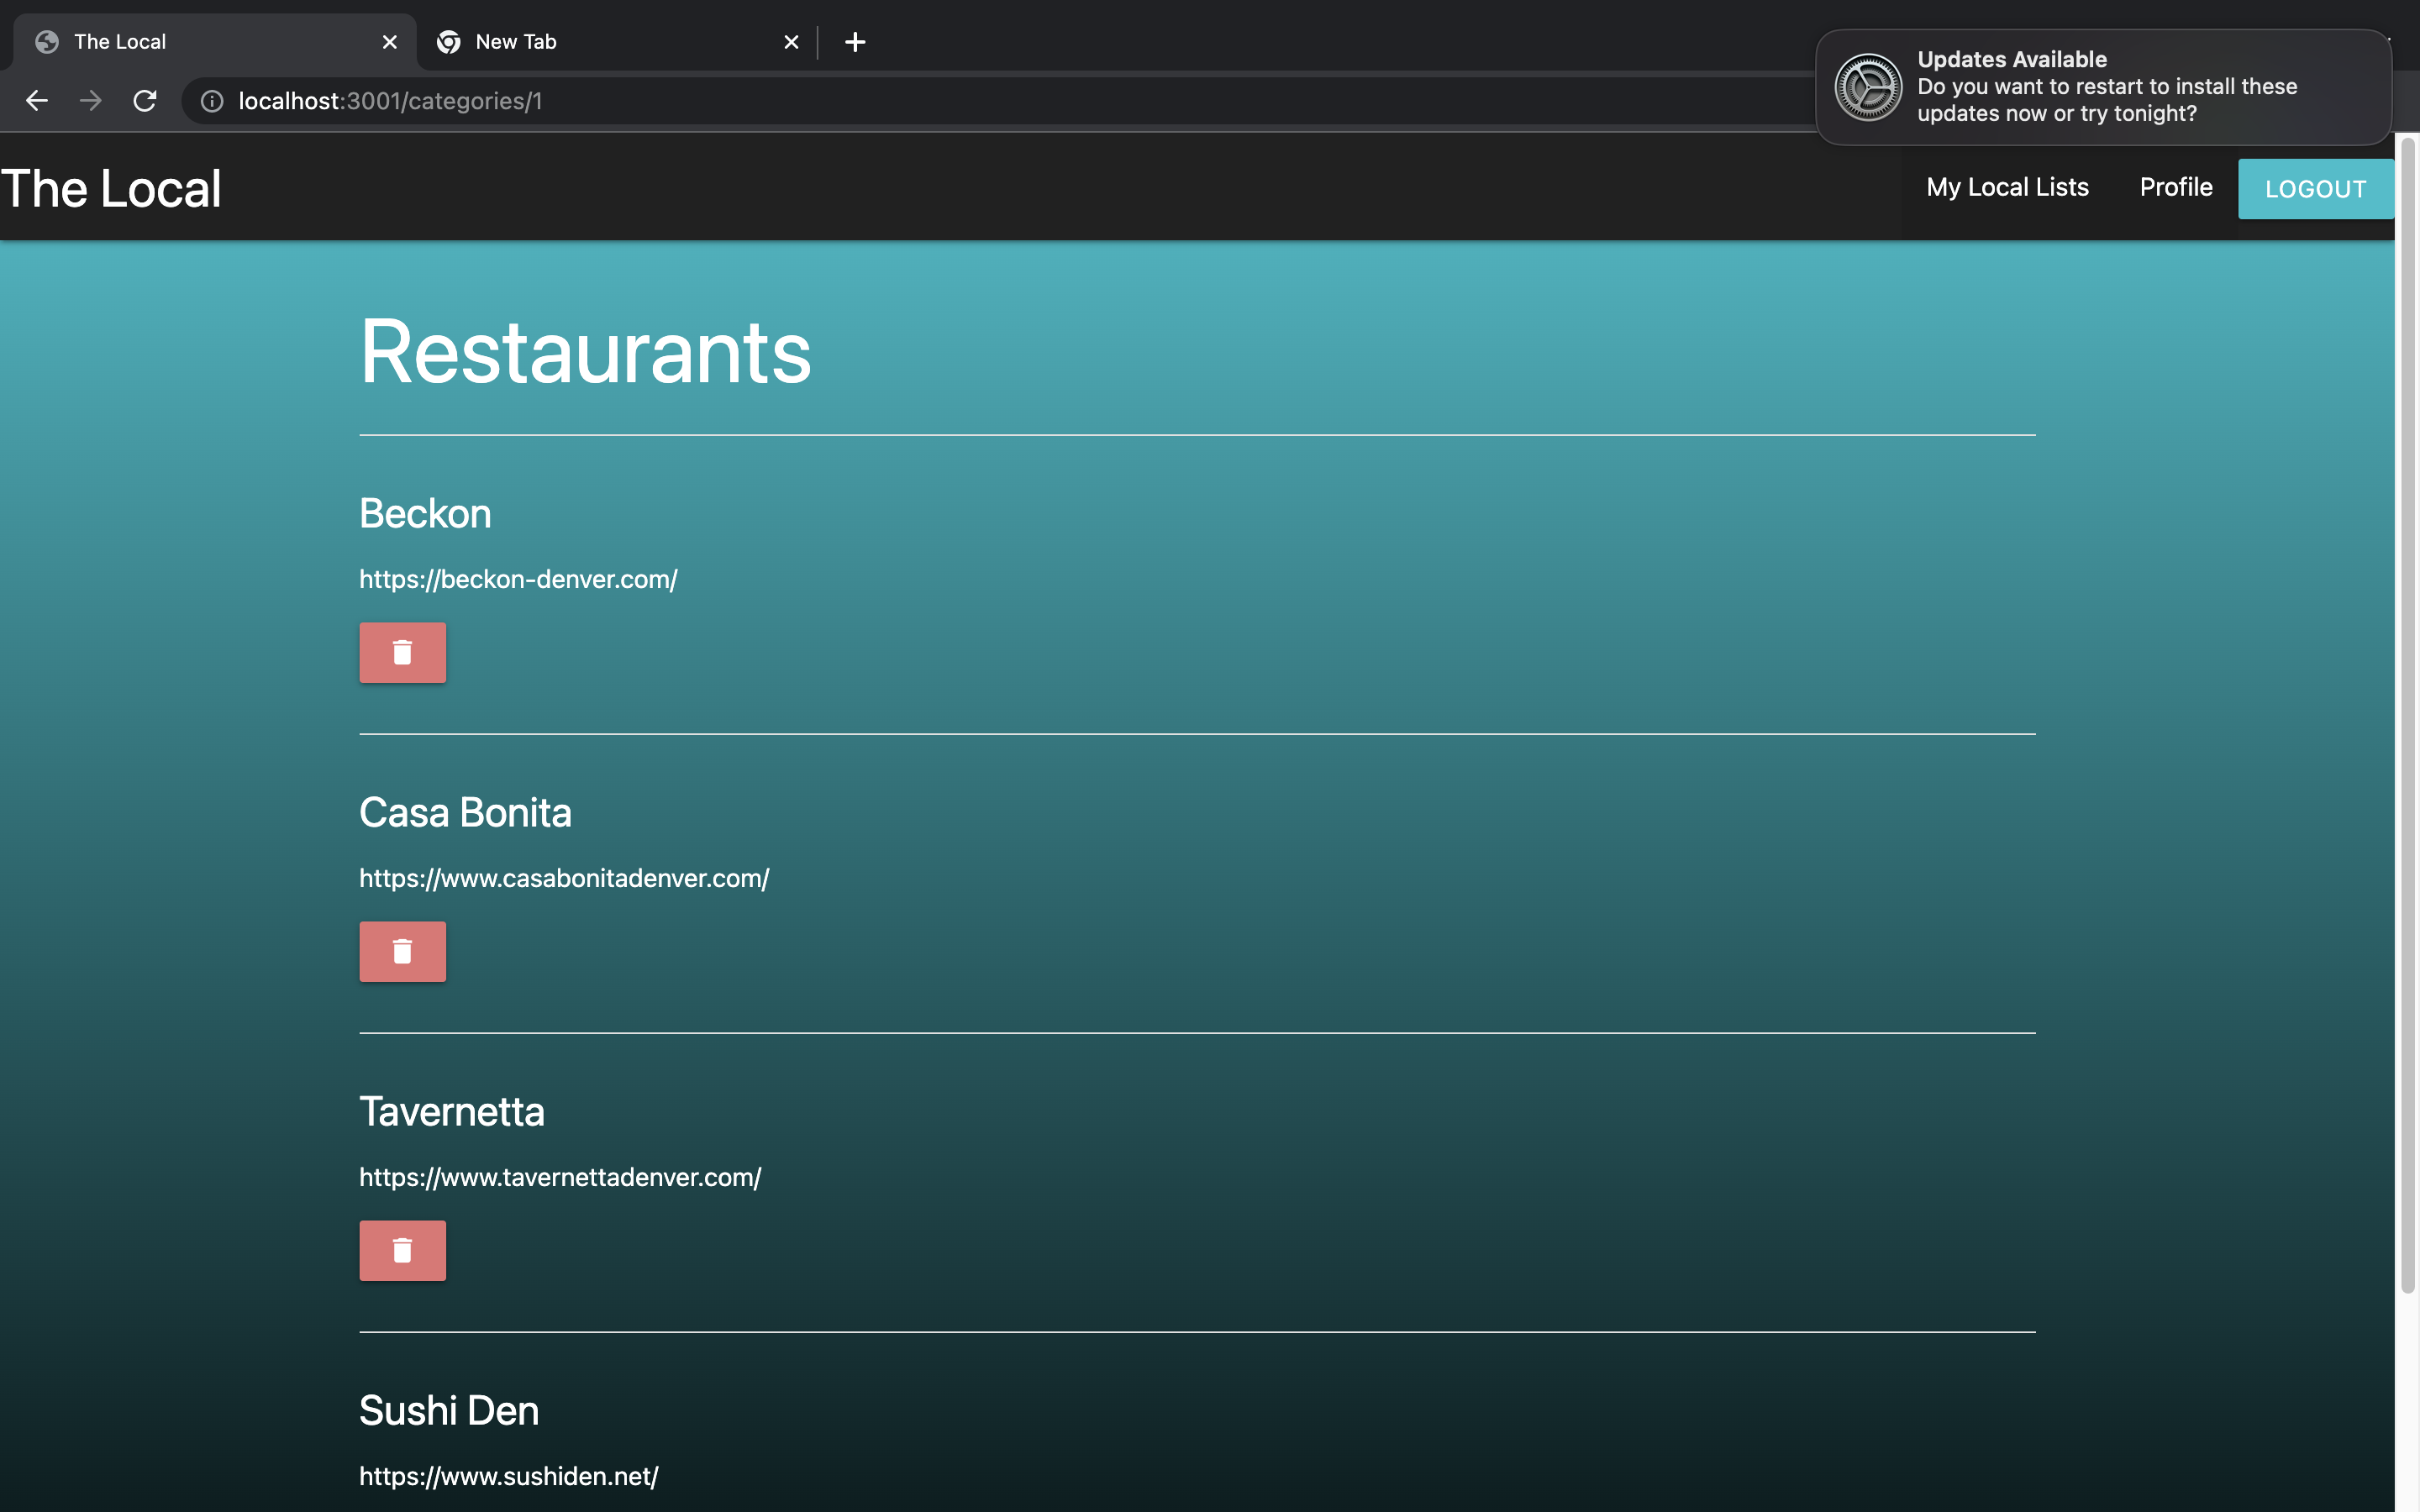 The Local
New Tab
localhost:3001/categories/1
Updates Available
Do you want to restart to install these
updates now or try tonight?
The Local
My Local Lists
Profile
LOGOUT
Restaurants
Beckon
https://beckon-denver.com/
Casa Bonita
https://www.casabonitadenver.com/
Tavernetta
https://www.tavernettadenver.com/
Sushi Den
https://www.sushiden.net/